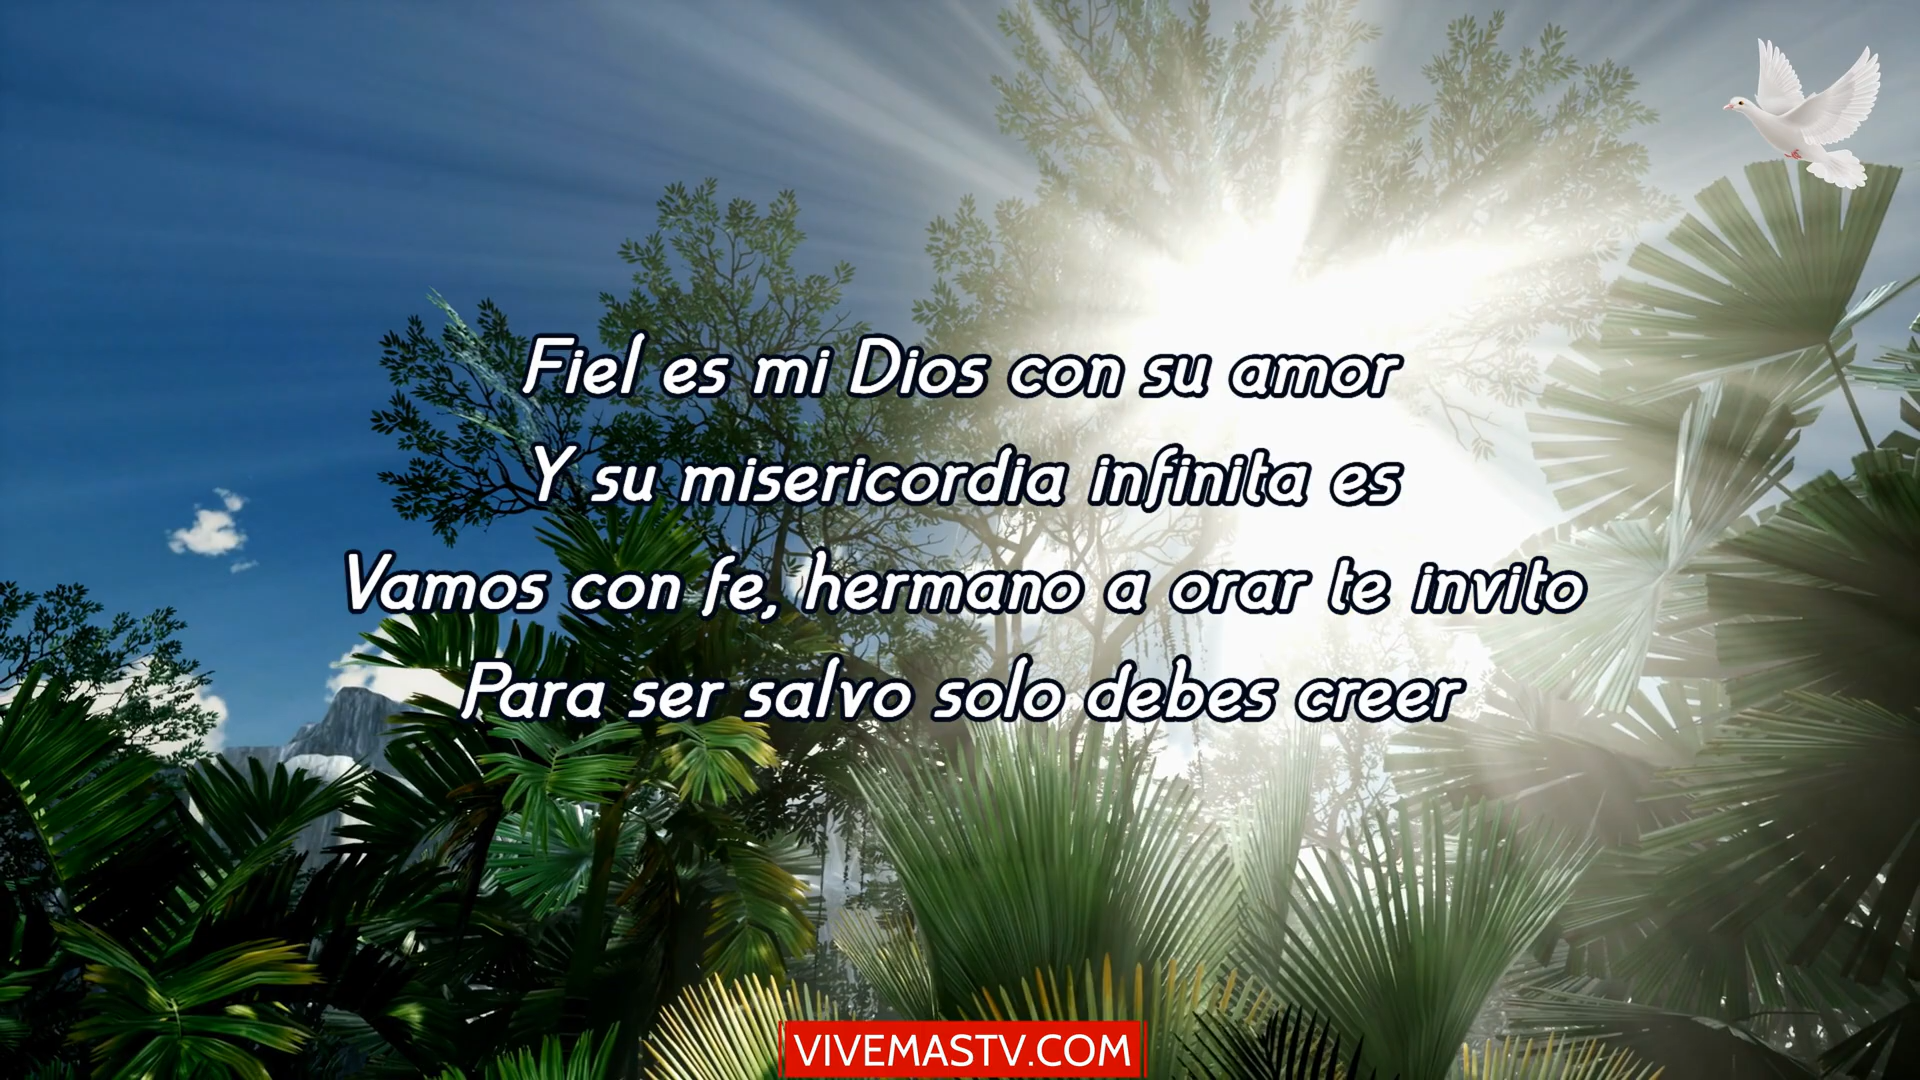 Fiel es mi Dios con su amor
Y su misericordia infinita es
Vamos con fe, hermano a orar te invito
Para ser salvo solo debes creer
VIVEMASTV.COM